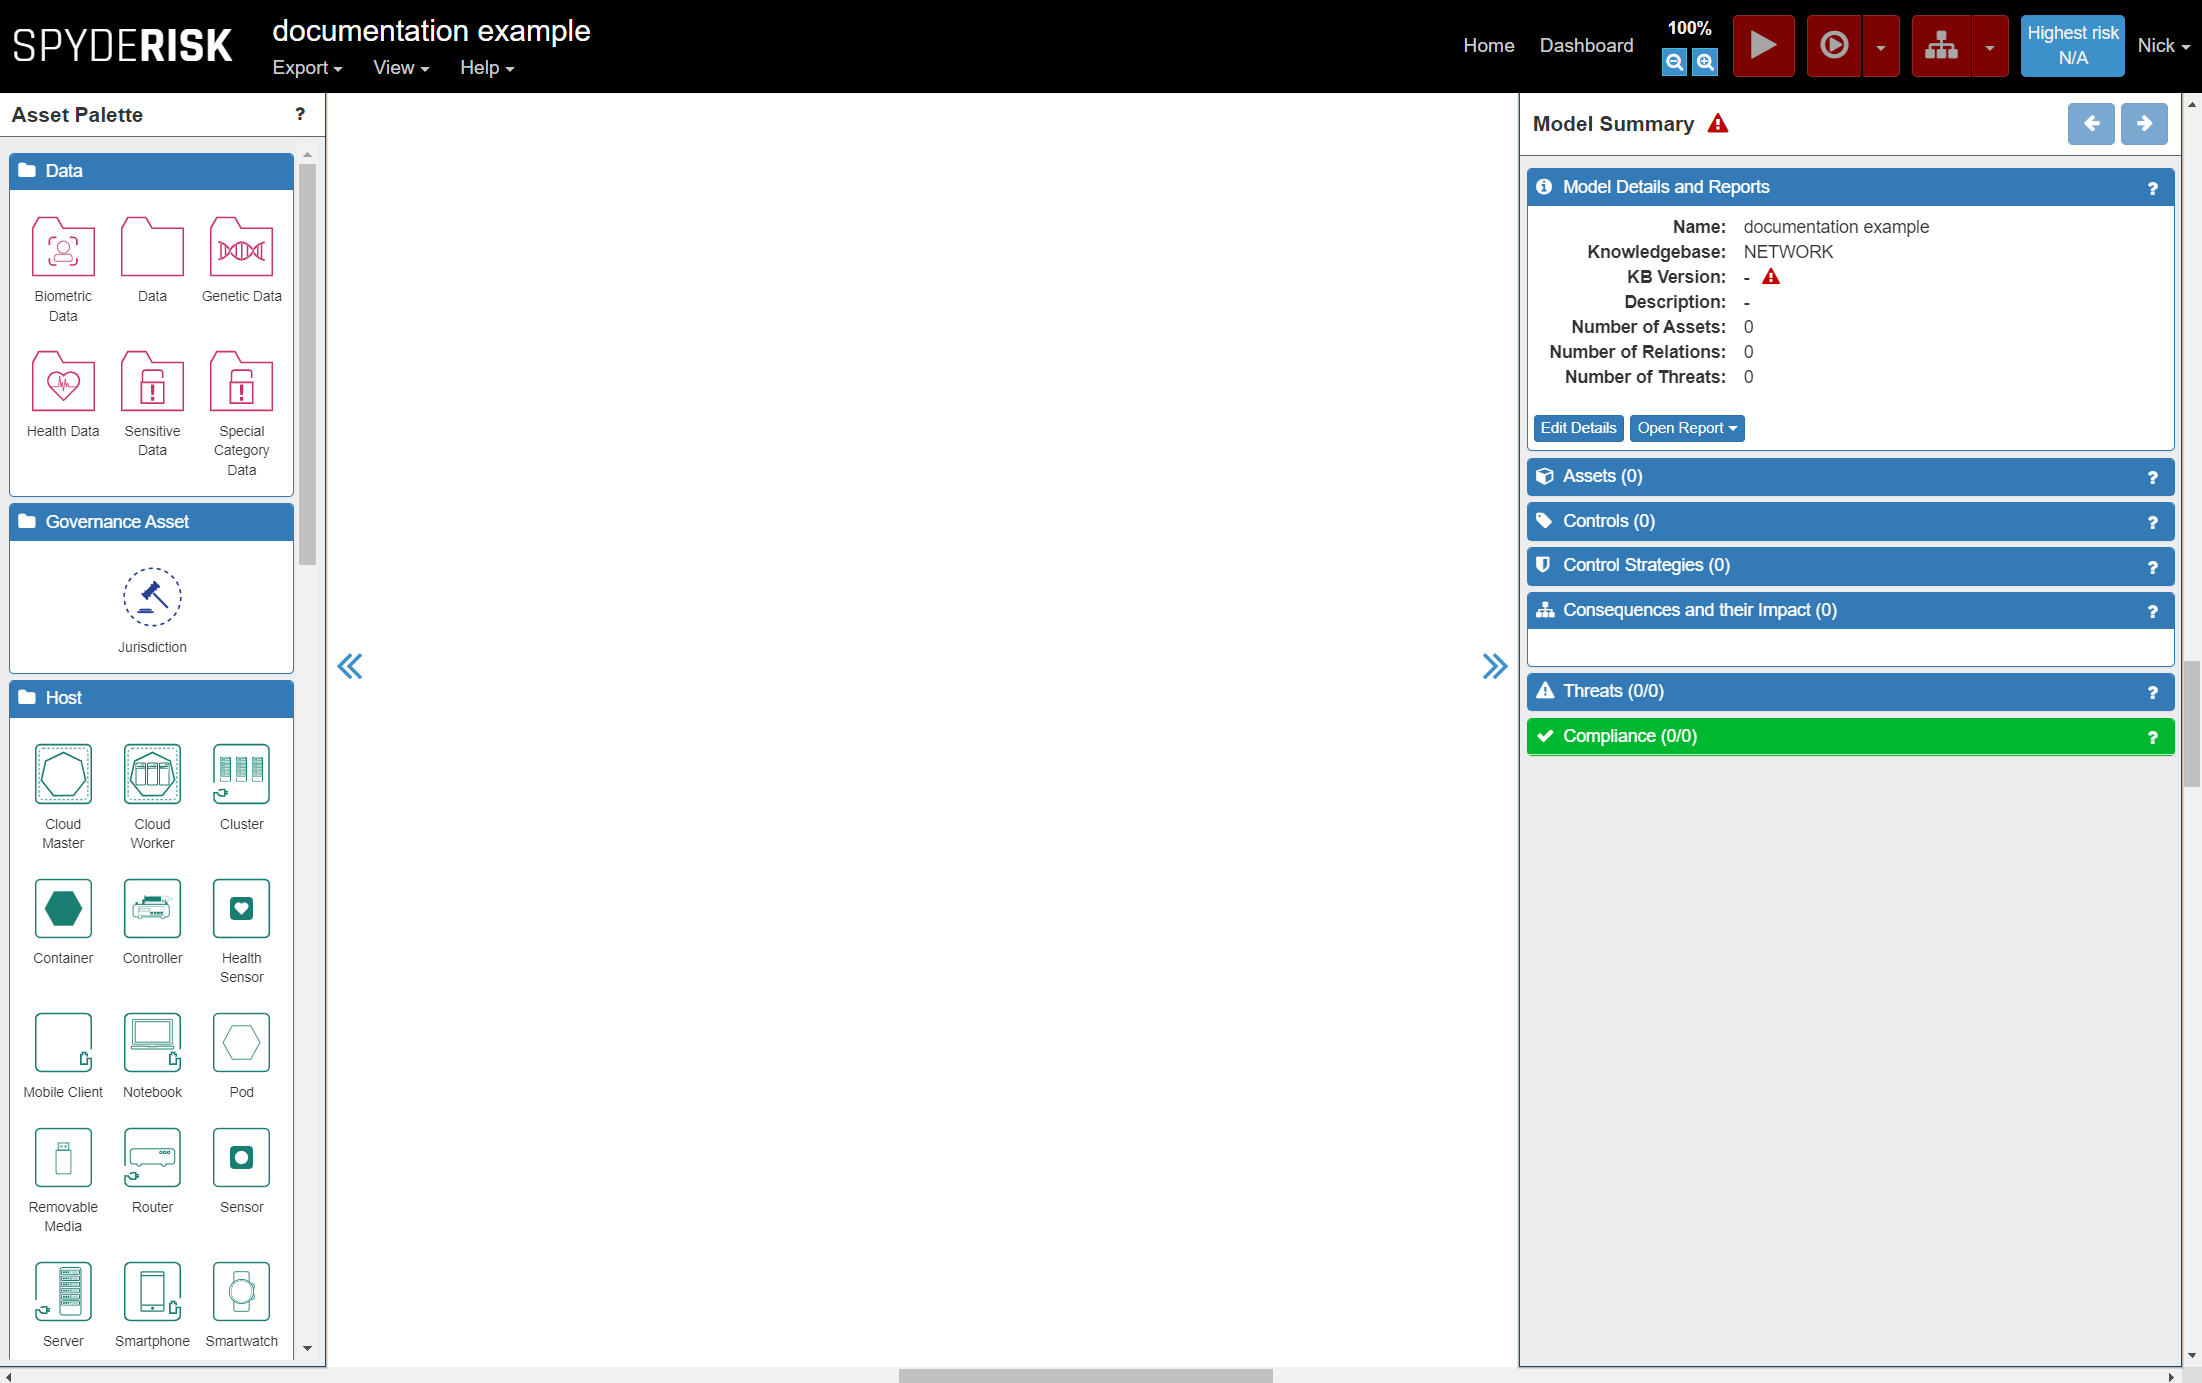 SPYDERISK
documentation example
Export View Help
Home Dashboard
100%
Highest risk
N/A
Nick
Asset Palette ?
Data
Biometric
Data
Data
Genetic Data
Health Data
Sensitive
Data
Special
Category
Data
Governance Asset
Jurisdiction
Host
Cloud
Master
Cloud
Worker
Cluster
Container
Controller
Health
Sensor
Mobile Client
Notebook
Pod
Removable
Media
Router
Sensor
Server
Smartphone
Smartwatch
Model Summary
Model Details and Reports ?
Name: documentation example
Knowledgebase: NETWORK
KB Version: -
Description: -
Number of Assets: 0
Number of Relations: 0
Number of Threats: 0
Edit Details Open Report
Assets (0) ?
Controls (0) ?
Control Strategies (0) ?
Consequences and their Impact (0) ?
Threats (0/0) ?
Compliance (0/0) ?